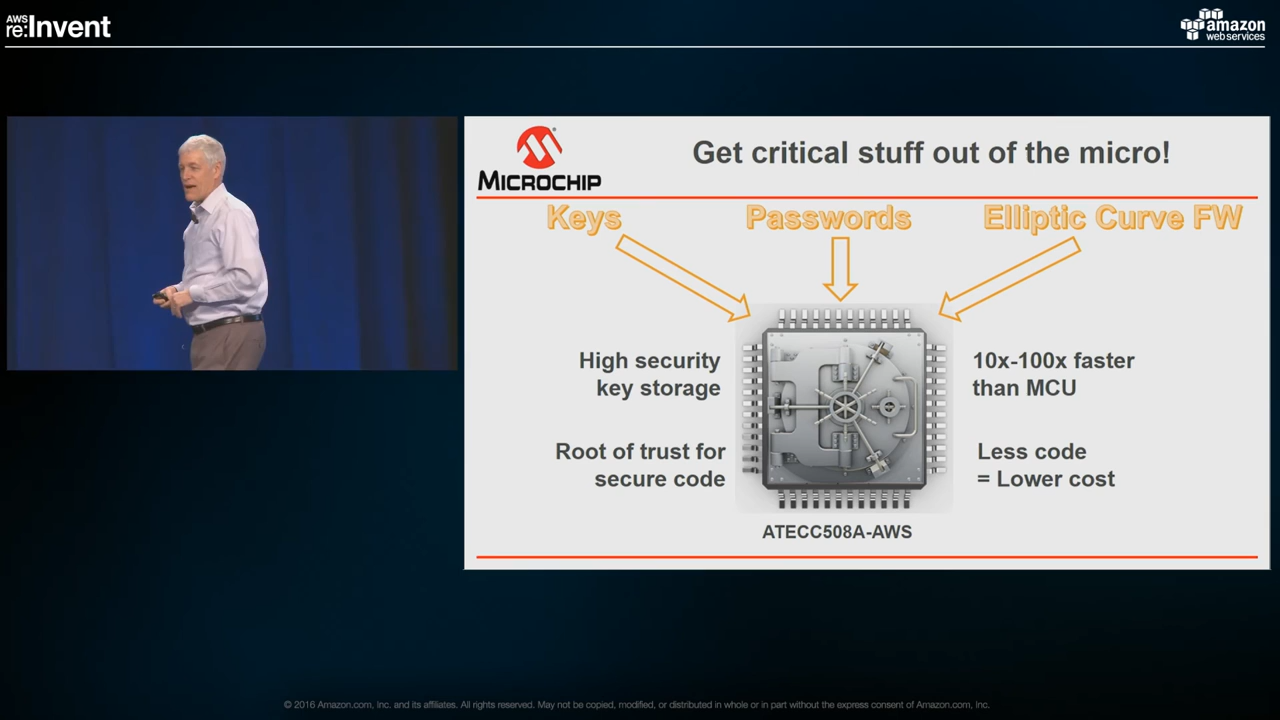 AWS
re:Invent
amazon
web services
MICROCHIP
Get critical stuff out of the micro!
Keys
Passwords
Elliptic Curve FW
High security
key storage
10x-100x faster
than MCU
Root of trust for
secure code
Less code
= Lower cost
ATECC508A-AWS
© 2016 Amazon.com, Inc. and its affiliates. All rights reserved. May not be copied, modified, or distributed in whole or in part without the express consent of Amazon.com, Inc.